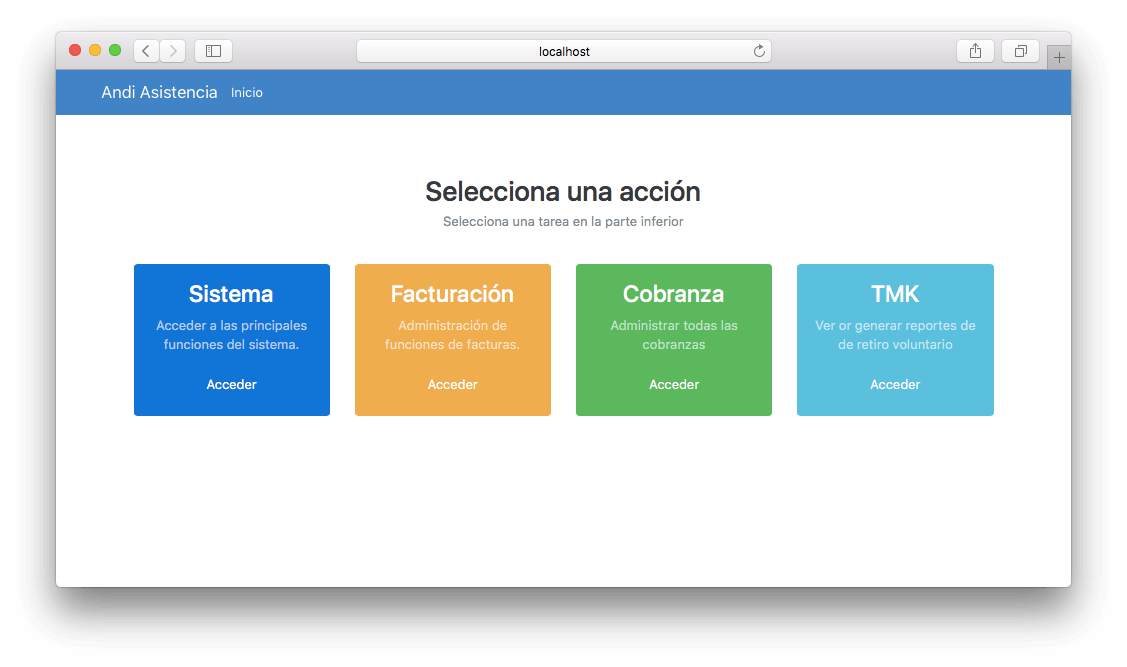 localhost
Andi Asistencia Inicio
Selecciona una acción
Selecciona una tarea en la parte inferior
Sistema
Acceder a las principales
funciones del sistema.
Acceder
Facturación
Administración de
funciones de facturas.
Acceder
Cobranza
Administrar todas las
cobranzas
Acceder
TMK
Ver or generar reportes de
de retiro voluntario
Acceder